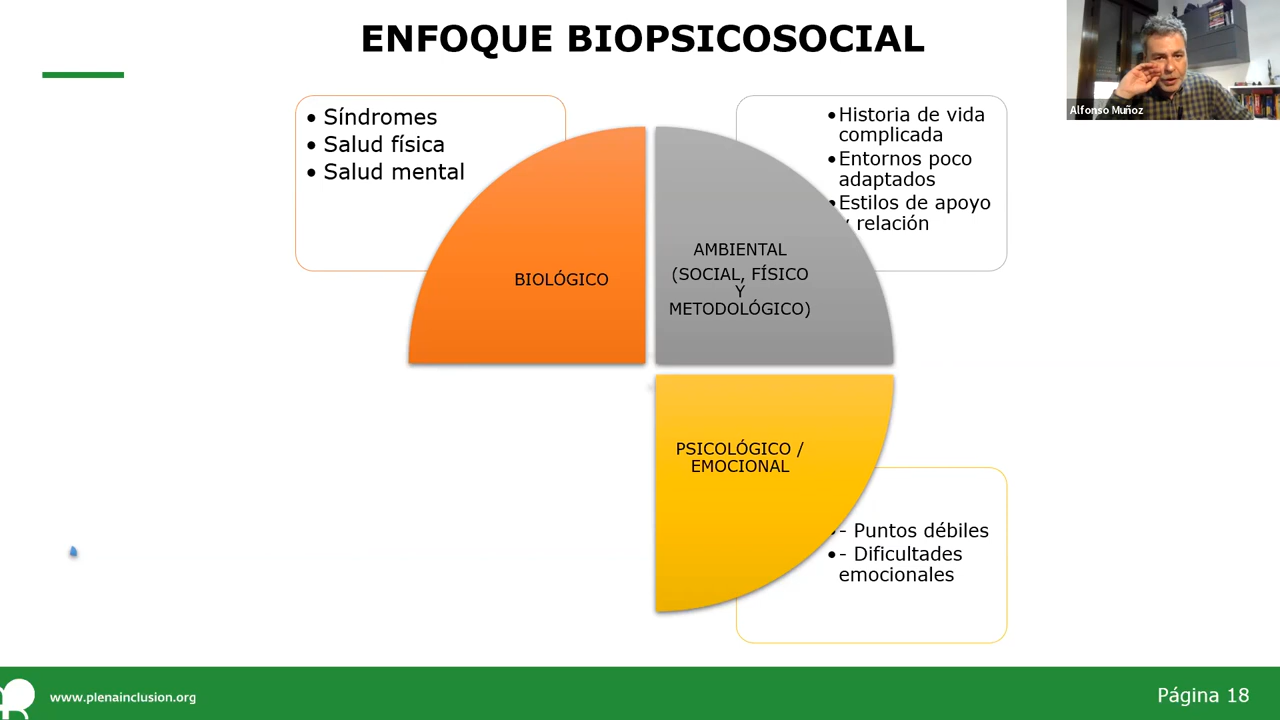 ENFOQUE BIOPSICOSOCIAL
Alfonso Muñoz
• Síndromes
• Salud física
• Salud mental
•Historia de vida
complicada
•Entornos poco
adaptados
•Estilos de apoyo
relación
BIOLÓGICO
AMBIENTAL
(SOCIAL, FÍSICO
Y
METODOLÓGICO)
PSICOLÓGICO /
EMOCIONAL
•- Puntos débiles
•- Dificultades
emocionales
www.plenainclusion.org
Página 18